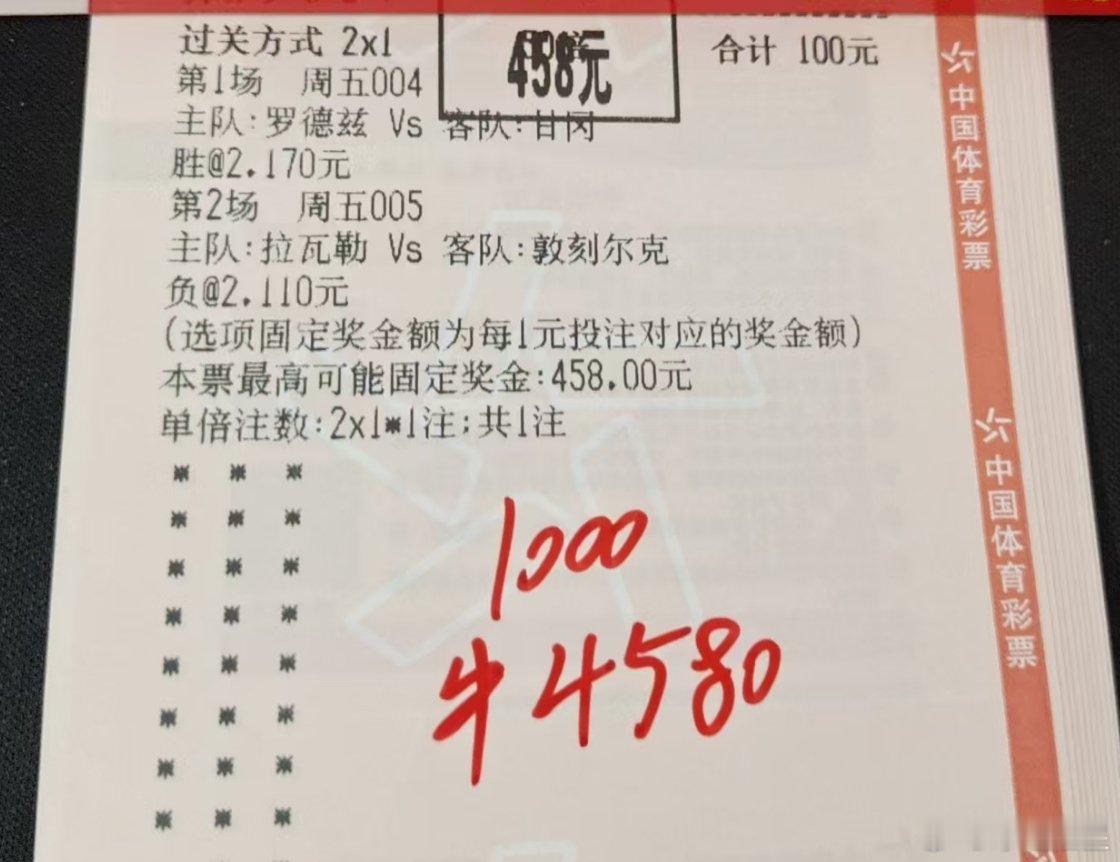 过关方式 2x1
458元
合计 100元
第1场 周五004
主队:罗德兹 Vs 客队:甘冈
胜@2.170元
第2场 周五005
主队:拉瓦勒 Vs 客队:敦刻尔克
负@2.110元
(选项固定奖金额为每1元投注对应的奖金额)
本票最高可能固定奖金:458.00元
单倍注数:2x1*1注;共1注
1000
中4580
中国体育彩票
中国体育彩票